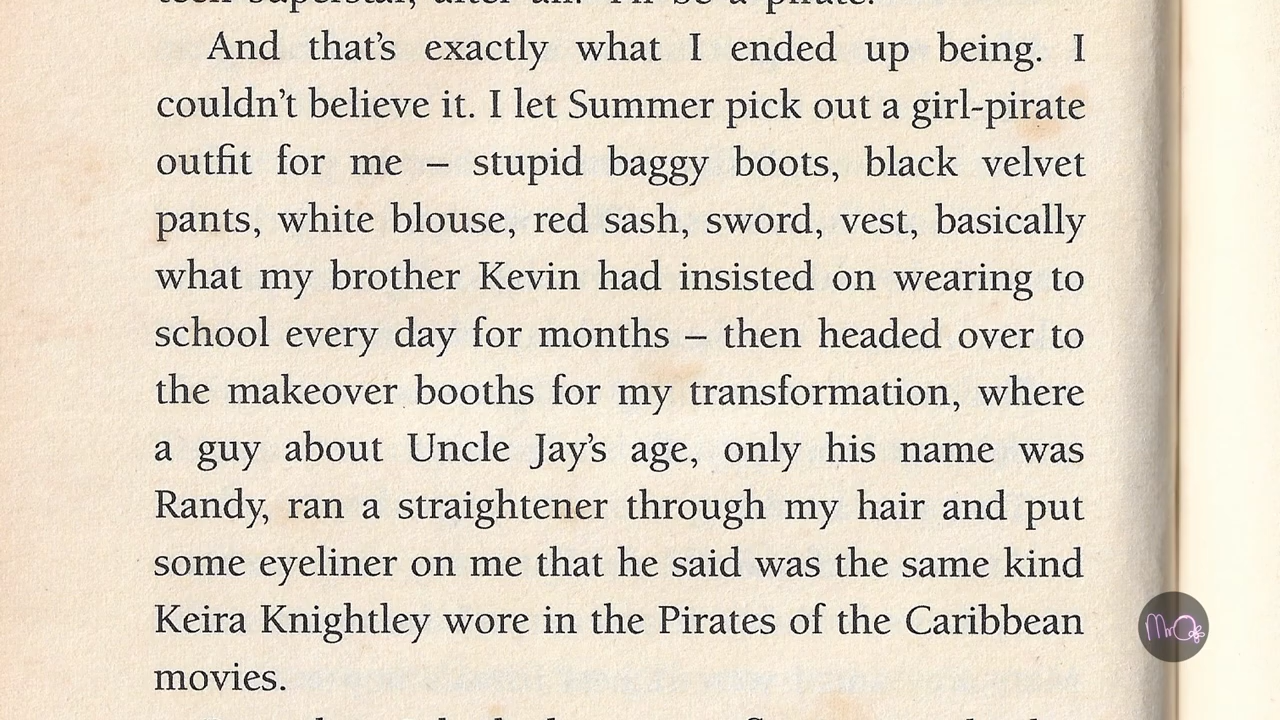 And that's exactly what I ended up being. I
couldn't believe it. I let Summer pick out a girl-pirate
outfit for me – stupid baggy boots, black velvet
pants, white blouse, red sash, sword, vest, basically
what my brother Kevin had insisted on wearing to
school every day for months – then headed over to
the makeover booths for my transformation, where
a guy about Uncle Jay's age, only his name was
Randy, ran a straightener through my hair and put
some eyeliner on me that he said was the same kind
Keira Knightley wore in the Pirates of the Caribbean
movies.